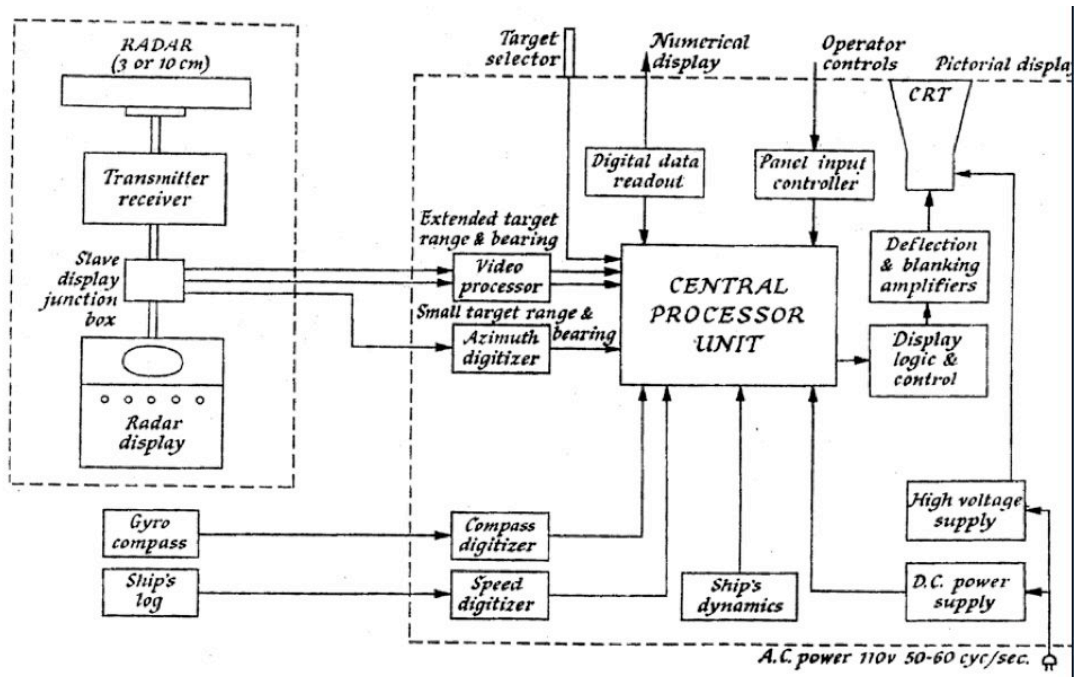 RADAR
(3 or 10 cm)
Transmitter
receiver
Slave
display
junction
box
Radar
display
Gyro
compass
Ship's
log
Target
selector
Numerical
display
Operator
controls
Pictorial display
CRT
Digital data
readout
Panel input
controller
Extended target
range & bearing
Video
processor
Small target range &
bearing
Azimuth
digitizer
CENTRAL
PROCESSOR
UNIT
Deflection
& blanking
amplifiers
Display
logic &
control
Compass
digitizer
Speed
digitizer
Ship's
dynamics
High voltage
supply
D.C. power
supply
A.C. power 110v 50-60 cyc/sec.